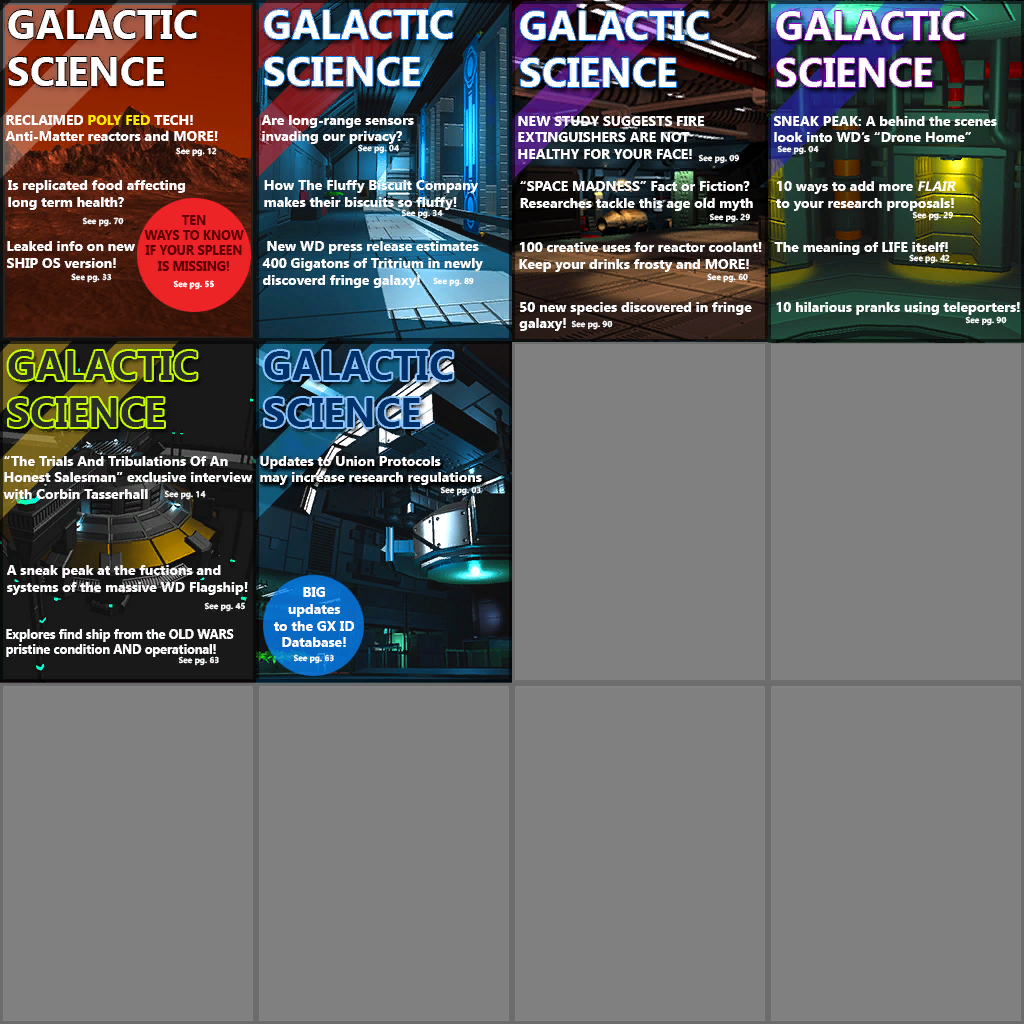 GALACTIC
SCIENCE
RECLAIMED POLY FED TECH!
Anti-Matter reactors and MORE!
See pg. 12
Is replicated food affecting
long term health?
See pg. 70
Leaked info on new
SHIP OS version!
See pg. 33
TEN
WAYS TO KNOW
IF YOUR SPLEEN
IS MISSING!
See pg. 55
GALACTIC
SCIENCE
Are long-range sensors
invading our privacy?
See pg. 04
How The Fluffy Biscuit Company
makes their biscuits so fluffy!
See pg. 34
New WD press release estimates
400 Gigatons of Tritrium in newly
discoverd fringe galaxy! See pg. 89
GALACTIC
SCIENCE
NEW STUDY SUGGESTS FIRE
EXTINGUISHERS ARE NOT
HEALTHY FOR YOUR FACE! See pg. 09
“SPACE MADNESS” Fact or Fiction?
Researches tackle this age old myth
See pg. 29
100 creative uses for reactor coolant!
Keep your drinks frosty and MORE!
See pg. 60
50 new species discovered in fringe
galaxy! See pg. 90
GALACTIC
SCIENCE
SNEAK PEAK: A behind the scenes
look into WD’s “Drone Home”
See pg. 04
10 ways to add more FLAIR
to your research proposals!
See pg. 29
The meaning of LIFE itself!
See pg. 42
10 hilarious pranks using teleporters!
See pg. 90
GALACTIC
SCIENCE
“The Trials And Tribulations Of An
Honest Salesman” exclusive interview
with Corbin Tasserhall See pg. 14
A sneak peak at the fuctions and
systems of the massive WD Flagship!
See pg. 45
Explores find ship from the OLD WARS
pristine condition AND operational!
See pg. 63
GALACTIC
SCIENCE
Updates to Union Protocols
may increase research regulations
See pg. 03
BIG
updates
to the GX ID
Database!
See pg. 63